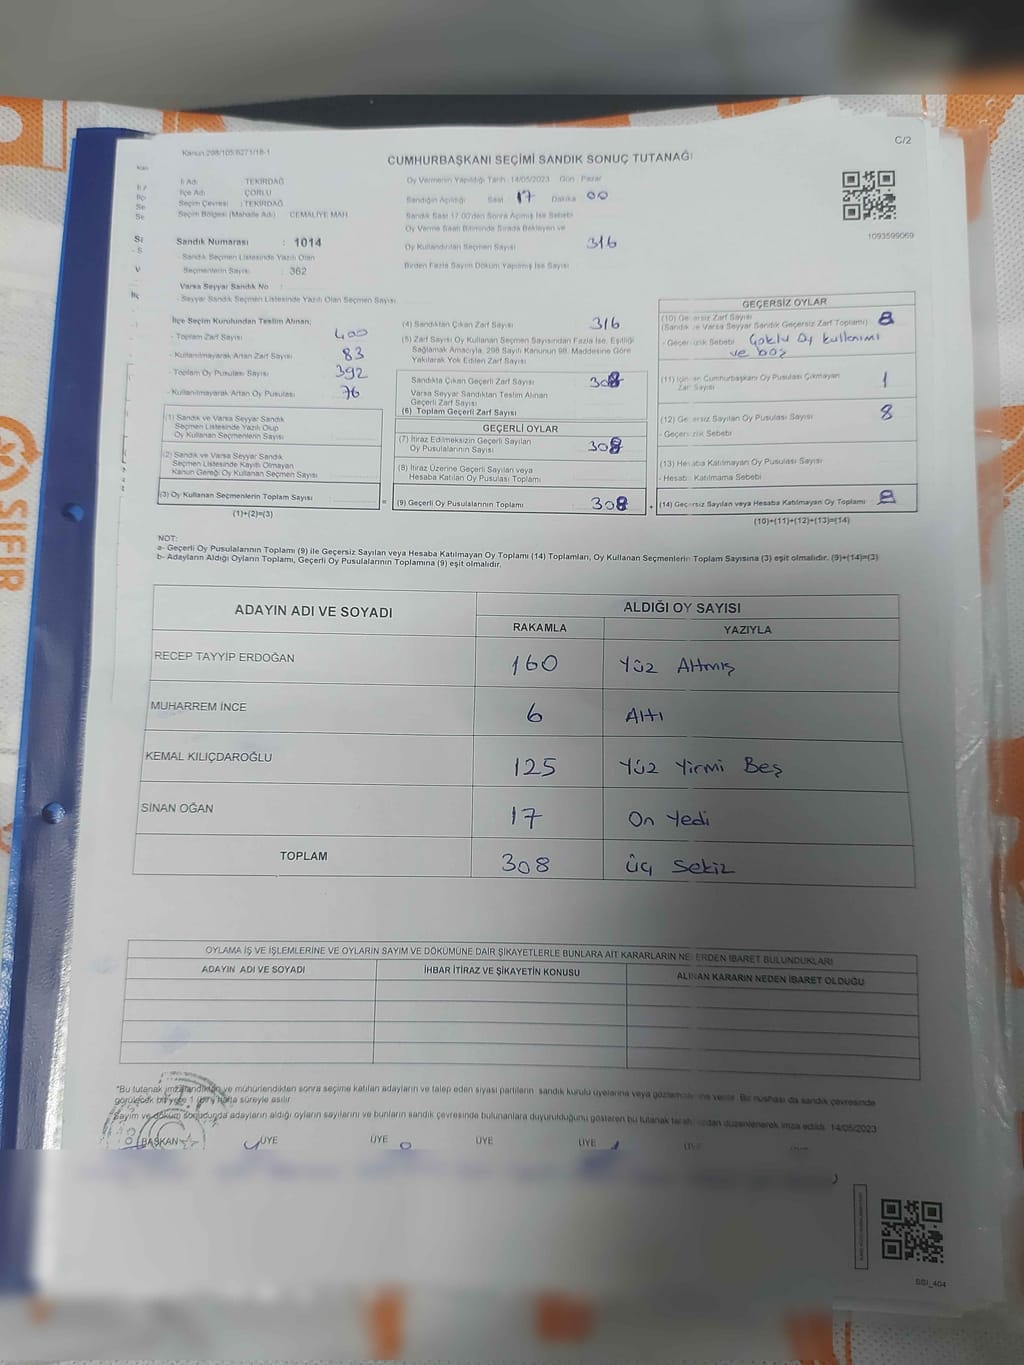 C/2
Kanun 298/105 6271/18-1
CUMHURBAŞKANI SEÇİMİ SANDIK SONUÇ TUTANAĞI
İl Adı : TEKİRDAĞ
İlçe Adı : ÇORLU
Seçim Çevresi : TEKİRDAĞ
Seçim Bölgesi (Mahalle Adı) CEMALİYE MAH
Sandık Numarası : 1014
- Sandık Seçmen Listesinde Yazılı Olan
Seçmenlerin Sayısı : 362
Varsa Seyyar Sandık No :
- Seyyar Sandık Seçmen Listesinde Yazılı Olan Seçmen Sayısı
Oy Vermenin Yapıldığı Tarih :14/05/2023 Gün : Pazar
Sandığın Açıldığı Saat 17 Dakika 00
Sandık Saat 17.00'den Sonra Açılmış İse Sebebi
Oy Verme Saati Bitiminde Sırada Bekleyen ve
Oy Kullandırılan Seçmen Sayısı 316
Birden Fazla Sayım Döküm Yapılmış İse Sayısı
1093599069
İlçe Seçim Kurulundan Teslim Alınan;
- Toplam Zarf Sayısı 400
- Kullanılmayarak Artan Zarf Sayısı 83
- Toplam Oy Pusulası Sayısı 392
- Kullanılmayarak Artan Oy Pusulası 76
(1) Sandık ve Varsa Seyyar Sandık
Seçmen Listesinde Yazılı Olup
Oy Kullanan Seçmenlerin Sayısı
(2) Sandık ve Varsa Seyyar Sandık
Seçmen Listesinde Kayıtlı Olmayan
Kanun Gereği Oy Kullanan Seçmen Sayısı
(3) Oy Kullanan Seçmenlerin Toplam Sayısı
(1)+(2)=(3)
=
(4) Sandıktan Çıkan Zarf Sayısı 316
(5) Zarf Sayısı Oy Kullanan Seçmen Sayısından Fazla İse, Eşitliği
Sağlamak Amacıyla, 298 Sayılı Kanunun 98. Maddesine Göre
Yakılarak Yok Edilen Zarf Sayısı
Sandıkta Çıkan Geçerli Zarf Sayısı 308
Varsa Seyyar Sandıktan Teslim Alınan
Geçerli Zarf Sayısı
(6) Toplam Geçerli Zarf Sayısı
GEÇERLİ OYLAR
(7) İtiraz Edilmeksizin Geçerli Sayılan
Oy Pusulalarının Sayısı 308
(8) İtiraz Üzerine Geçerli Sayılan veya
Hesaba Katılan Oy Pusulası Toplamı
(9) Geçerli Oy Pusulalarının Toplamı 308
+
GEÇERSİZ OYLAR
(10) Geçersiz Zarf Sayısı 8
(Sandık ve Varsa Seyyar Sandık Geçersiz Zarf Toplamı)
- Geçersizlik Sebebi Çoklu Oy kullanımı
ve boş
(11) İçinden Cumhurbaşkanı Oy Pusulası Çıkmayan
Zarf Sayısı 1
(12) Geçersiz Sayılan Oy Pusulası Sayısı 8
- Geçersizlik Sebebi
(13) Hesaba Katılmayan Oy Pusulası Sayısı
- Hesaba Katılmama Sebebi
(14) Geçersiz Sayılan veya Hesaba Katılmayan Oy Toplamı 8
(10)+(11)+(12)+(13)=(14)
NOT:
a- Geçerli Oy Pusulalarının Toplamı (9) ile Geçersiz Sayılan veya Hesaba Katılmayan Oy Toplamı (14) Toplamları, Oy Kullanan Seçmenlerin Toplam Sayısına (3) eşit olmalıdır. (9)+(14)=(3)
b- Adayların Aldığı Oyların Toplamı, Geçerli Oy Pusulalarının Toplamına (9) eşit olmalıdır.
ADAYIN ADI VE SOYADI
ALDIĞI OY SAYISI
RAKAMLA YAZIYLA
RECEP TAYYİP ERDOĞAN 160 Yüz Altmış
MUHARREM İNCE 6 Altı
KEMAL KILIÇDAROĞLU 125 Yüz Yirmi Beş
SİNAN OĞAN 17 On Yedi
TOPLAM 308 üç Sekiz
OYLAMA İŞ VE İŞLEMLERİNE VE OYLARIN SAYIM VE DÖKÜMÜNE DAİR ŞİKAYETLERLE BUNLARA AİT KARARLARIN NELERDEN İBARET BULUNDUKLARI
ADAYIN ADI VE SOYADI İHBAR İTİRAZ VE ŞİKAYETİN KONUSU ALINAN KARARIN NEDEN İBARET OLDUĞU
*Bu tutanak imzalandıktan ve mühürlendikten sonra seçime katılan adayların ve talep eden siyasi partilerin sandık kurulu üyelerine veya gözlemcilerine verilir. Bir nüshası da sandık çevresinde
görülecek bir yere 1 (bir) hafta süreyle asılır.
Sayım ve döküm sonucunda adayların aldığı oyların sayılarını ve bunların sandık çevresinde bulunanlara duyurulduğunu gösteren bu tutanak tarafımızdan düzenlenerek imza edildi. 14/05/2023
BAŞKAN ÜYE ÜYE ÜYE ÜYE ÜYE
SSI_404
SIFIR